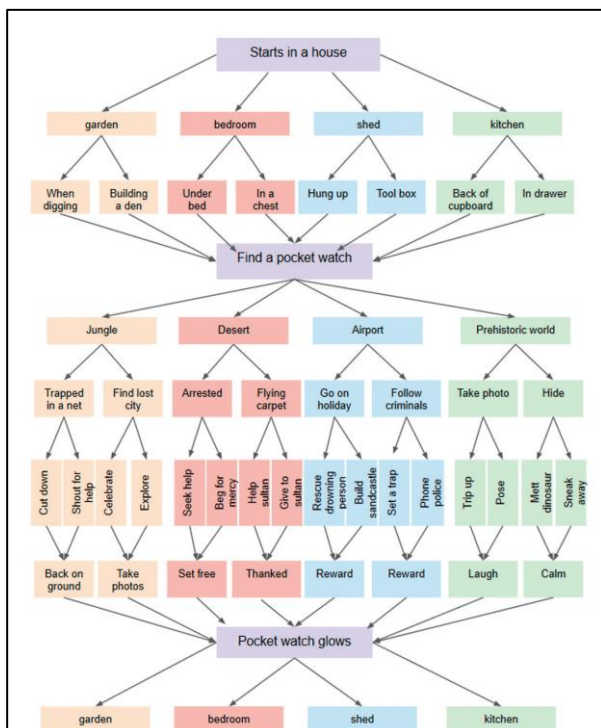 Starts in a house
garden
bedroom
shed
kitchen
When
digging
Building
a den
Under
bed
In a
chest
Hung up
Tool box
Back of
cupboard
In drawer
Find a pocket watch
Jungle
Desert
Airport
Prehistoric world
Trapped
in a net
Find lost
city
Arrested
Flying
carpet
Go on
holiday
Follow
criminals
Take photo
Hide
Cut down
Shout for
help
Celebrate
Explore
Seek help
Beg for
mercy
Help
sultan
Give to
sultan
Rescue
drowning
person
Build
sandcastle
Set a trap
Phone
police
Trip up
Pose
Mett
dinosaur
Sneak
away
Back on
ground
Take
photos
Set free
Thanked
Reward
Reward
Laugh
Calm
Pocket watch glows
garden
bedroom
shed
kitchen